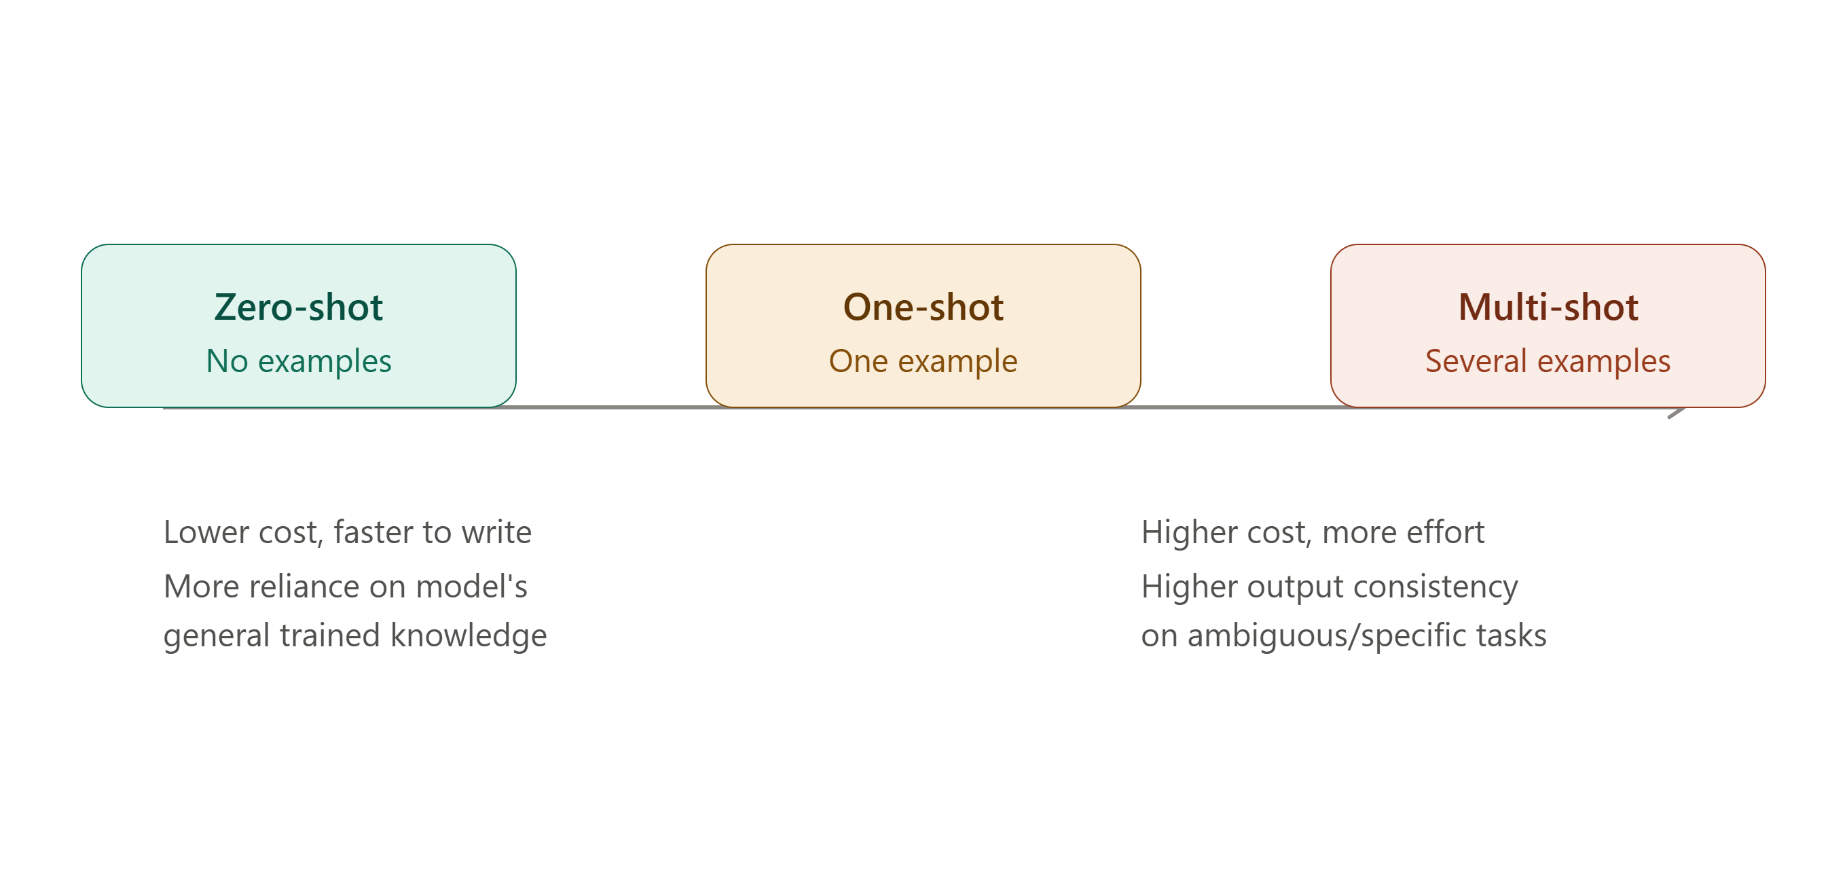 Zero-shot
No examples
One-shot
One example
Multi-shot
Several examples
Lower cost, faster to write
More reliance on model's
general trained knowledge
Higher cost, more effort
Higher output consistency
on ambiguous/specific tasks